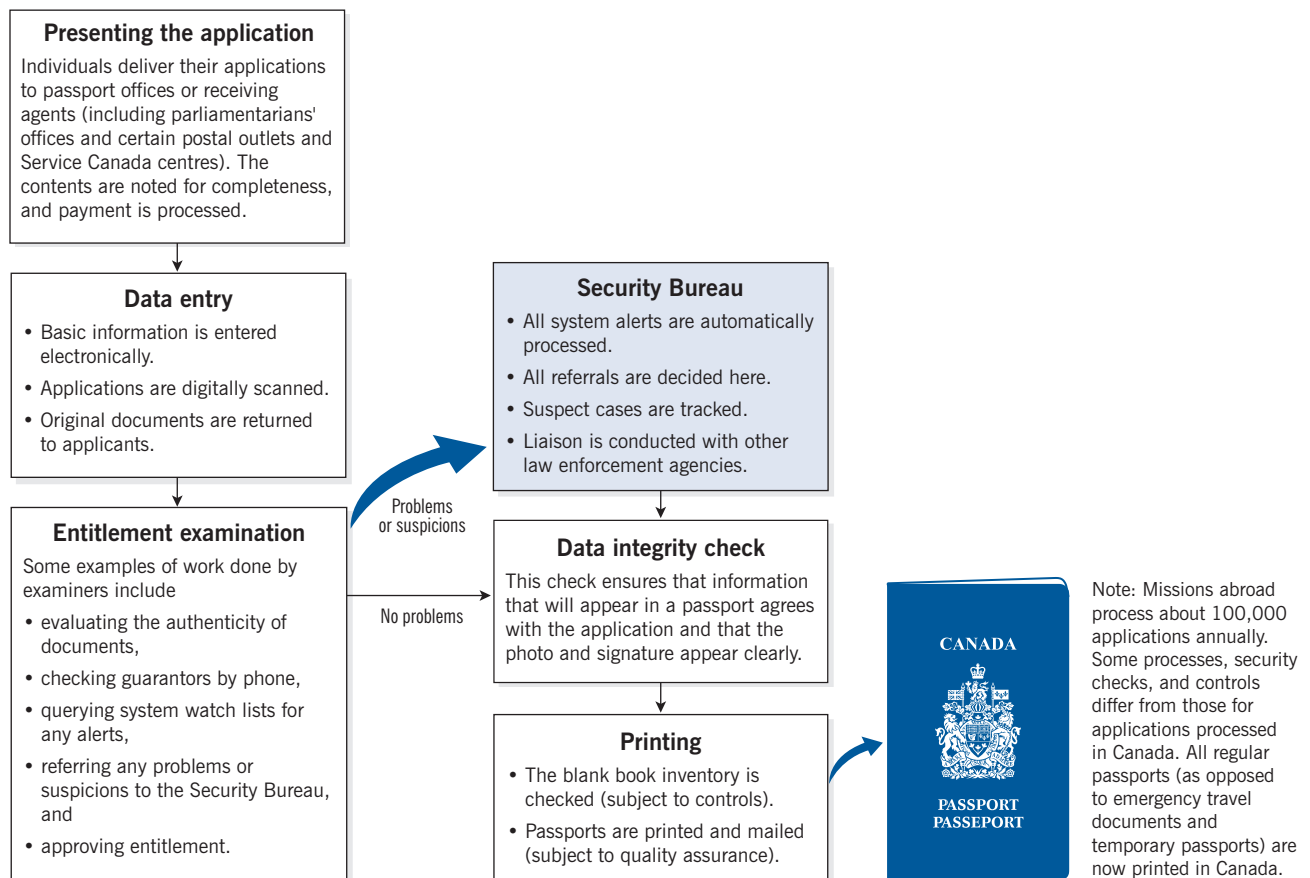 Presenting the application
Individuals deliver their applications
to passport offices or receiving
agents (including parliamentarians'
offices and certain postal outlets and
Service Canada centres). The
contents are noted for completeness,
and payment is processed.
Data entry
• Basic information is entered
electronically.
• Applications are digitally scanned.
• Original documents are returned
to applicants.
Entitlement examination
Some examples of work done by
examiners include
• evaluating the authenticity of
documents,
• checking guarantors by phone,
• querying system watch lists for
any alerts,
• referring any problems or
suspicions to the Security Bureau,
and
• approving entitlement.
Problems
or suspicions
No problems
Security Bureau
• All system alerts are automatically
processed.
• All referrals are decided here.
• Suspect cases are tracked.
• Liaison is conducted with other
law enforcement agencies.
Data integrity check
This check ensures that information
that will appear in a passport agrees
with the application and that the
photo and signature appear clearly.
Printing
• The blank book inventory is
checked (subject to controls).
• Passports are printed and mailed
(subject to quality assurance).
CANADA
PASSPORT
PASSEPORT
Note: Missions abroad
process about 100,000
applications annually.
Some processes, security
checks, and controls
differ from those for
applications processed
in Canada. All regular
passports (as opposed
to emergency travel
documents and
temporary passports) are
now printed in Canada.